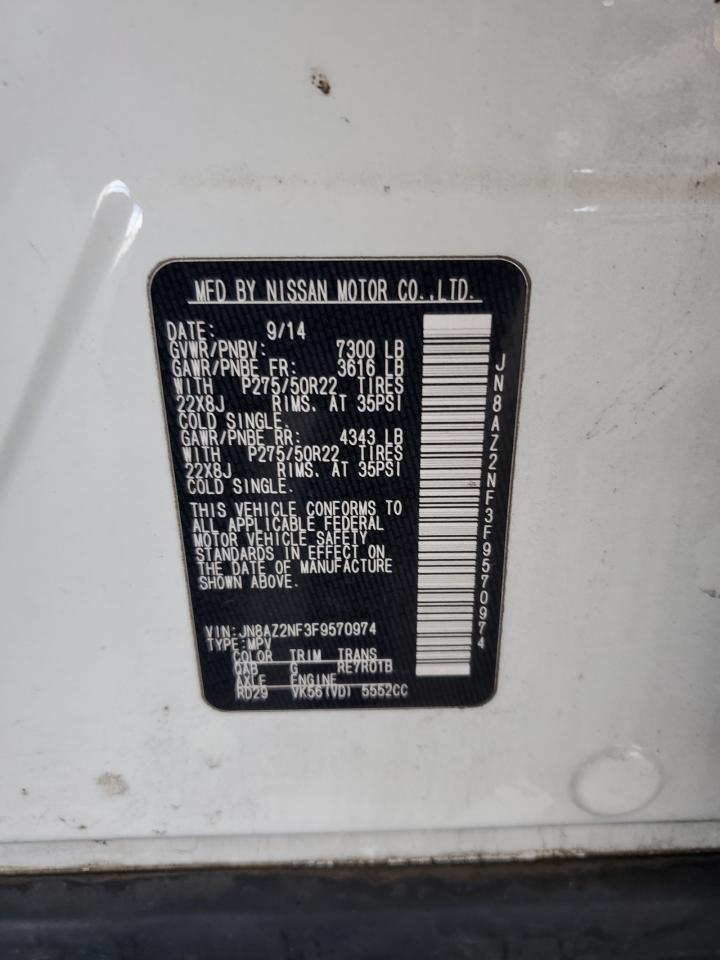 MFD BY NISSAN MOTOR CO.,LTD.
DATE: 9/14
GVWR/PNBV: 7300 LB
GAWR/PNBE FR: 3616 LB
WITH P275/50R22 TIRES
22X8J RIMS. AT 35PSI
COLD SINGLE.
GAWR/PNBE RR: 4343 LB
WITH P275/50R22 TIRES
22X8J RIMS. AT 35PSI
COLD SINGLE.
THIS VEHICLE CONFORMS TO
ALL APPLICABLE FEDERAL
MOTOR VEHICLE SAFETY
STANDARDS IN EFFECT ON
THE DATE OF MANUFACTURE
SHOWN ABOVE.
VIN:JN8AZ2NF3F9570974
TYPE:MPV
COLOR TRIM TRANS
QAB G RE7R01B
AXLE ENGINE
RD29 VK56(VD) 5552CC
JN8AZ2NF3F9570974